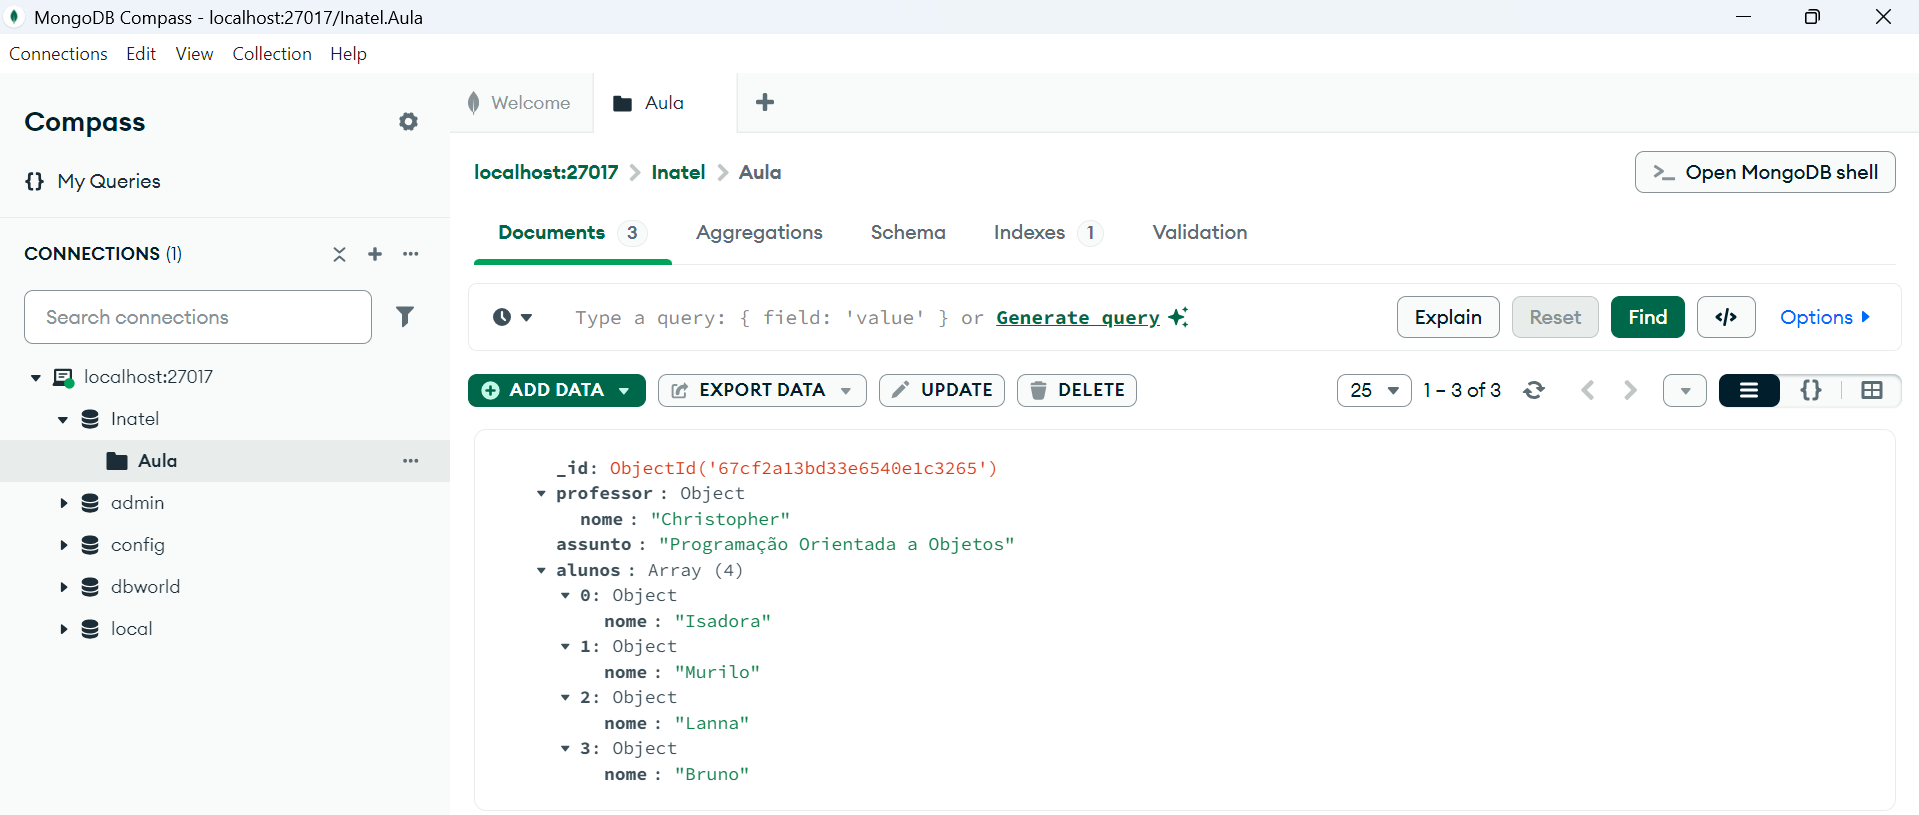 MongoDB Compass - localhost:27017/Inatel.Aula
Connections Edit View Collection Help
Compass
My Queries
CONNECTIONS (1)
Search connections
localhost:27017
Inatel
Aula
admin
config
dbworld
local
Welcome
Aula
localhost:27017 > Inatel > Aula
>_ Open MongoDB shell
Documents 3 Aggregations Schema Indexes 1 Validation
Type a query: { field: 'value' } or Generate query
Explain Reset Find </> Options
ADD DATA EXPORT DATA UPDATE DELETE
25 1 – 3 of 3 {}
_id: ObjectId('67cf2a13bd33e6540e1c3265')
professor : Object
nome : "Christopher"
assunto : "Programação Orientada a Objetos"
alunos : Array (4)
0: Object
nome : "Isadora"
1: Object
nome : "Murilo"
2: Object
nome : "Lanna"
3: Object
nome : "Bruno"